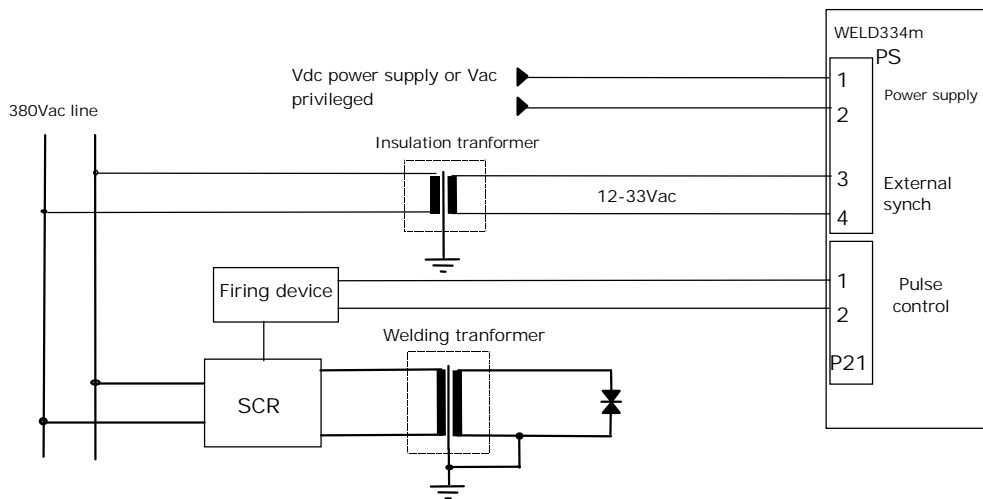 WELD334m
PS
Vdc power supply or Vac
privileged
1
2
Power supply
380Vac line
Insulation tranformer
12-33Vac
3
4
External
synch
Firing device
1
2
Pulse
control
Welding tranformer
P21
SCR